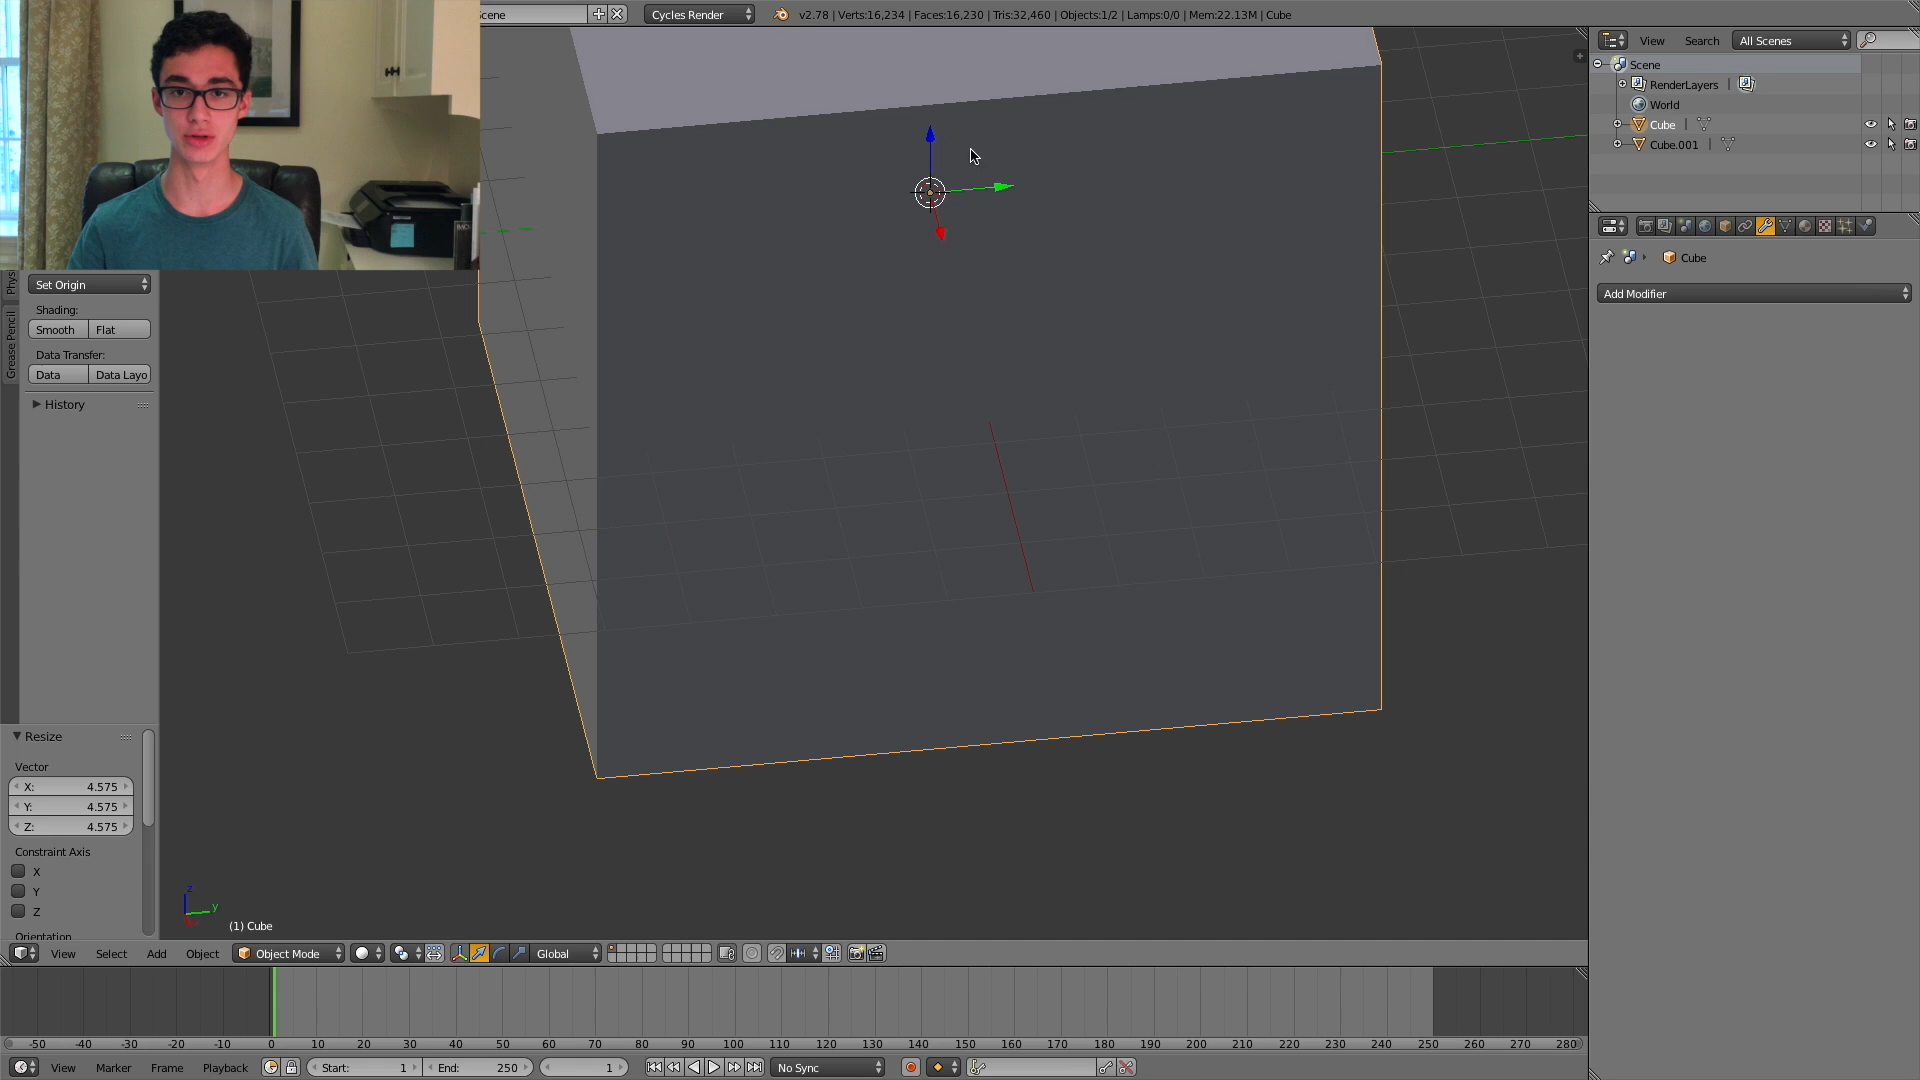 Scene
Cycles Render
v2.78 | Verts:16,234 | Faces:16,230 | Tris:32,460 | Objects:1/2 | Lamps:0/0 | Mem:22.13M | Cube
View
Search
All Scenes
Scene
RenderLayers
World
Cube
Cube.001
Cube
Add Modifier
Phys
Grease Pencil
Set Origin
Shading:
Smooth
Flat
Data Transfer:
Data
Data Layo
History
Resize
Vector
X: 4.575
Y: 4.575
Z: 4.575
Constraint Axis
X
Y
Z
Orientation
z
y
(1) Cube
View
Select
Add
Object
Object Mode
Global
-50 -40 -30 -20 -10 0 10 20 30 40 50 60 70 80 90 100 110 120 130 140 150 160 170 180 190 200 210 220 230 240 250 260 270 280
View
Marker
Frame
Playback
Start: 1
End: 250
1
No Sync